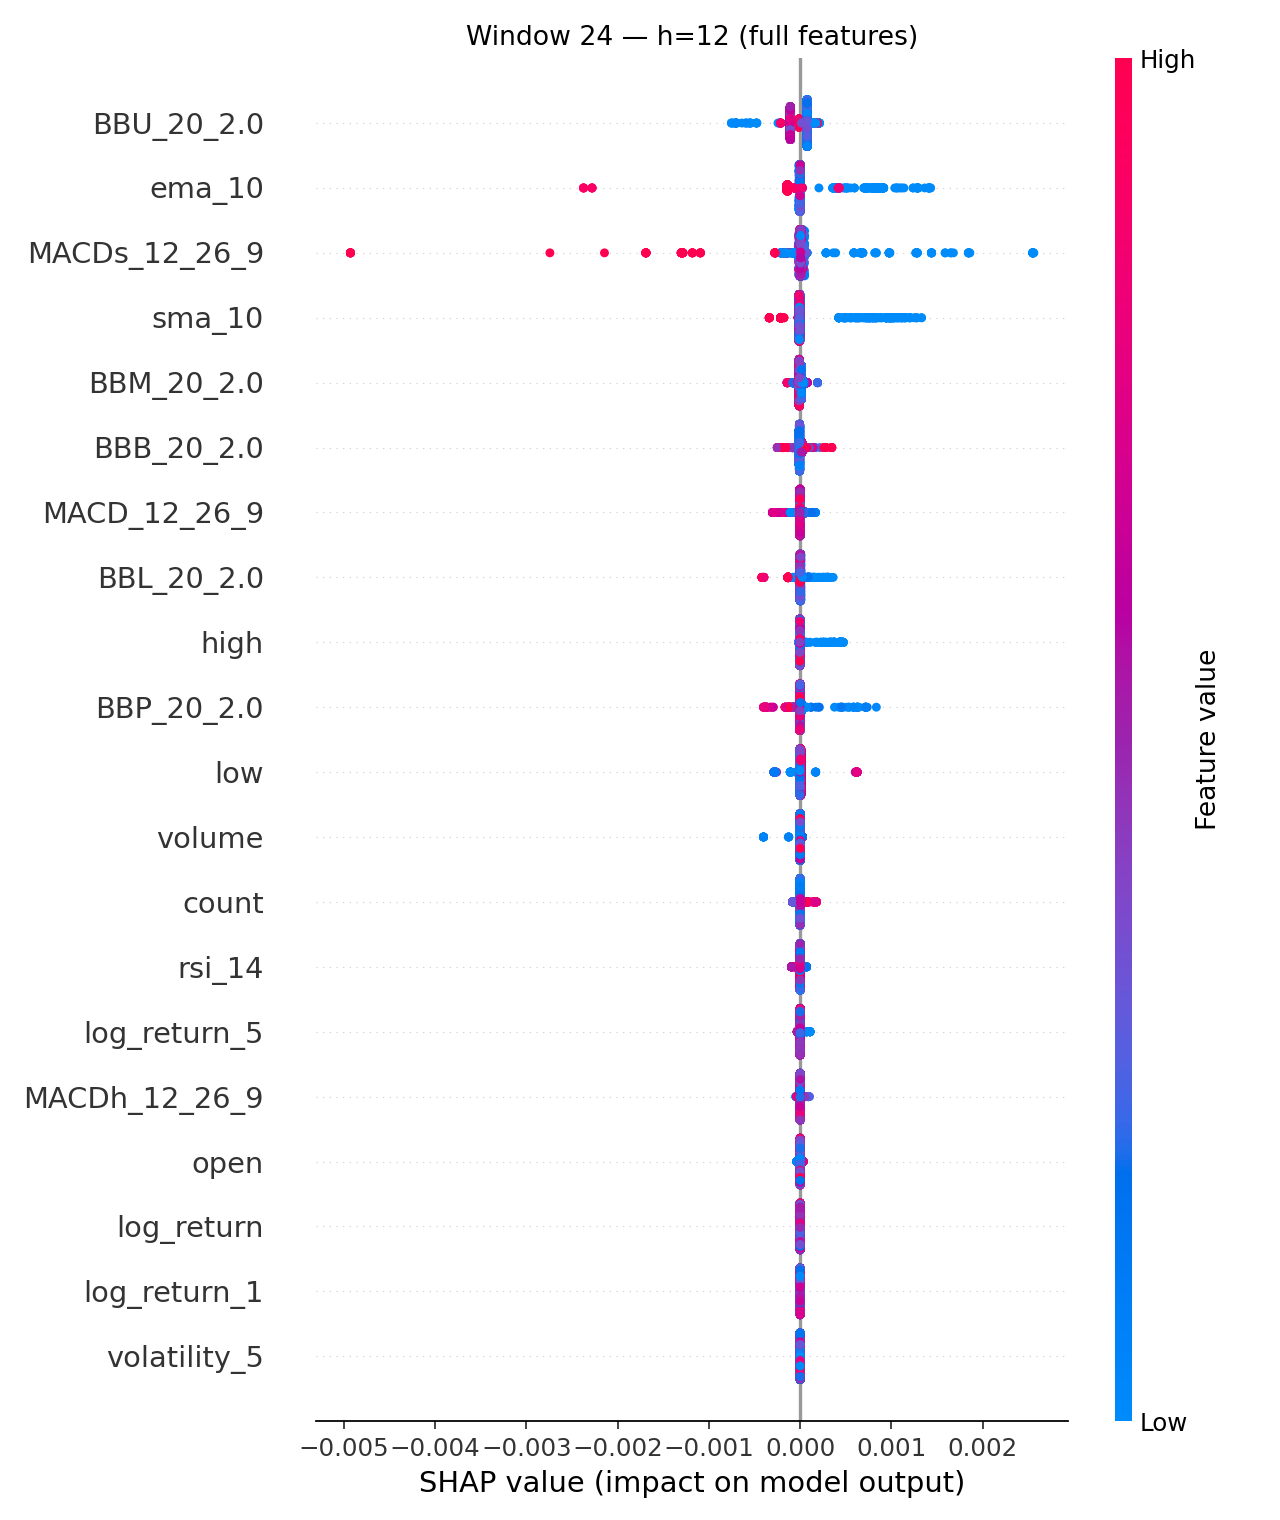 Window 24 — h=12 (full features)
High
BBU_20_2.0
ema_10
MACDs_12_26_9
sma_10
BBM_20_2.0
BBB_20_2.0
MACD_12_26_9
BBL_20_2.0
high
BBP_20_2.0
low
volume
count
rsi_14
log_return_5
MACDh_12_26_9
open
log_return
log_return_1
volatility_5
Feature value
Low
−0.005 −0.004 −0.003 −0.002 −0.001 0.000 0.001 0.002
SHAP value (impact on model output)